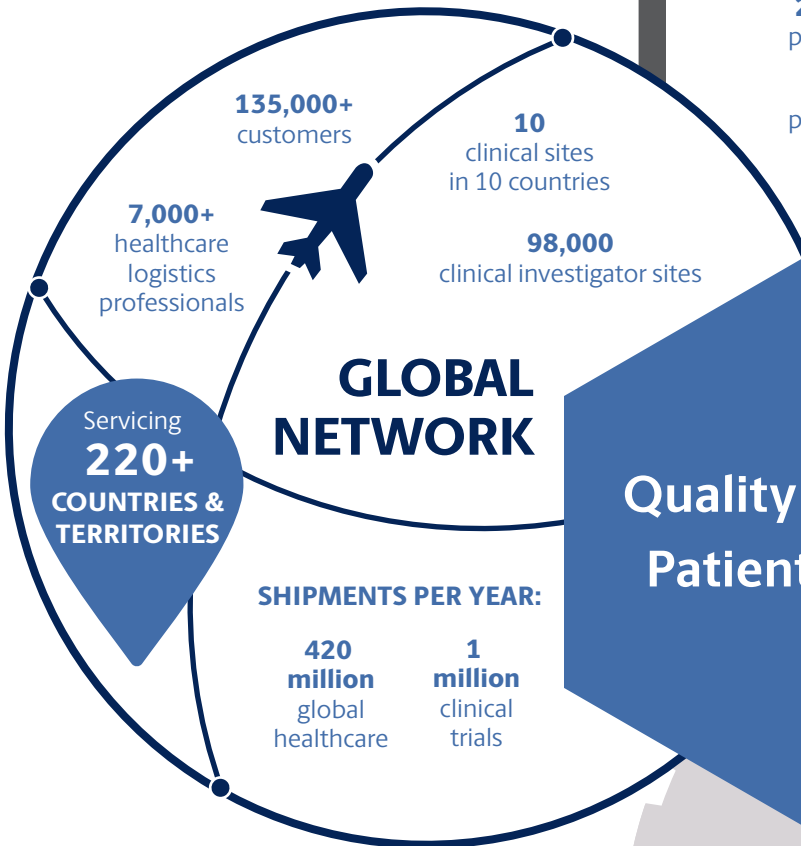 135,000+
customers
10
clinical sites
in 10 countries
7,000+
healthcare
logistics
professionals
98,000
clinical investigator sites
GLOBAL
NETWORK
Servicing
220+
COUNTRIES &
TERRITORIES
Quality
Patient
SHIPMENTS PER YEAR:
420
million
global
healthcare
1
million
clinical
trials